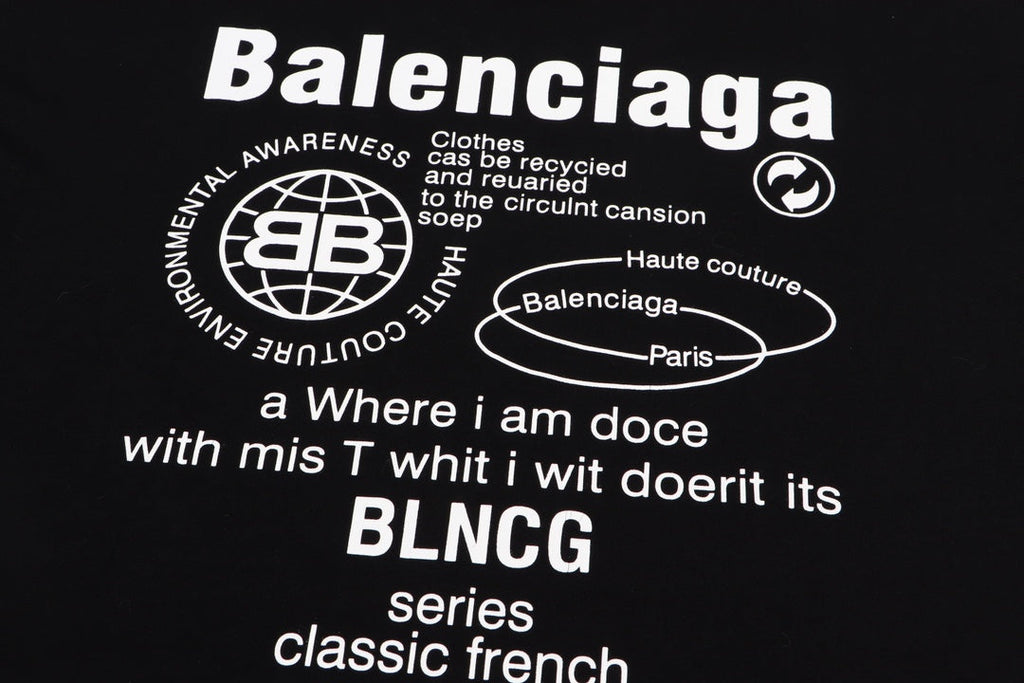 Balenciaga
Clothes
cas be recycied
and reuaried
to the circulnt cansion
soep
HAUTE COUTURE ENVIRONMENTAL AWARENESS
BB
Haute couture
Balenciaga
Paris
a Where i am doce
with mis T whit i wit doerit its
BLNCG
series
classic french